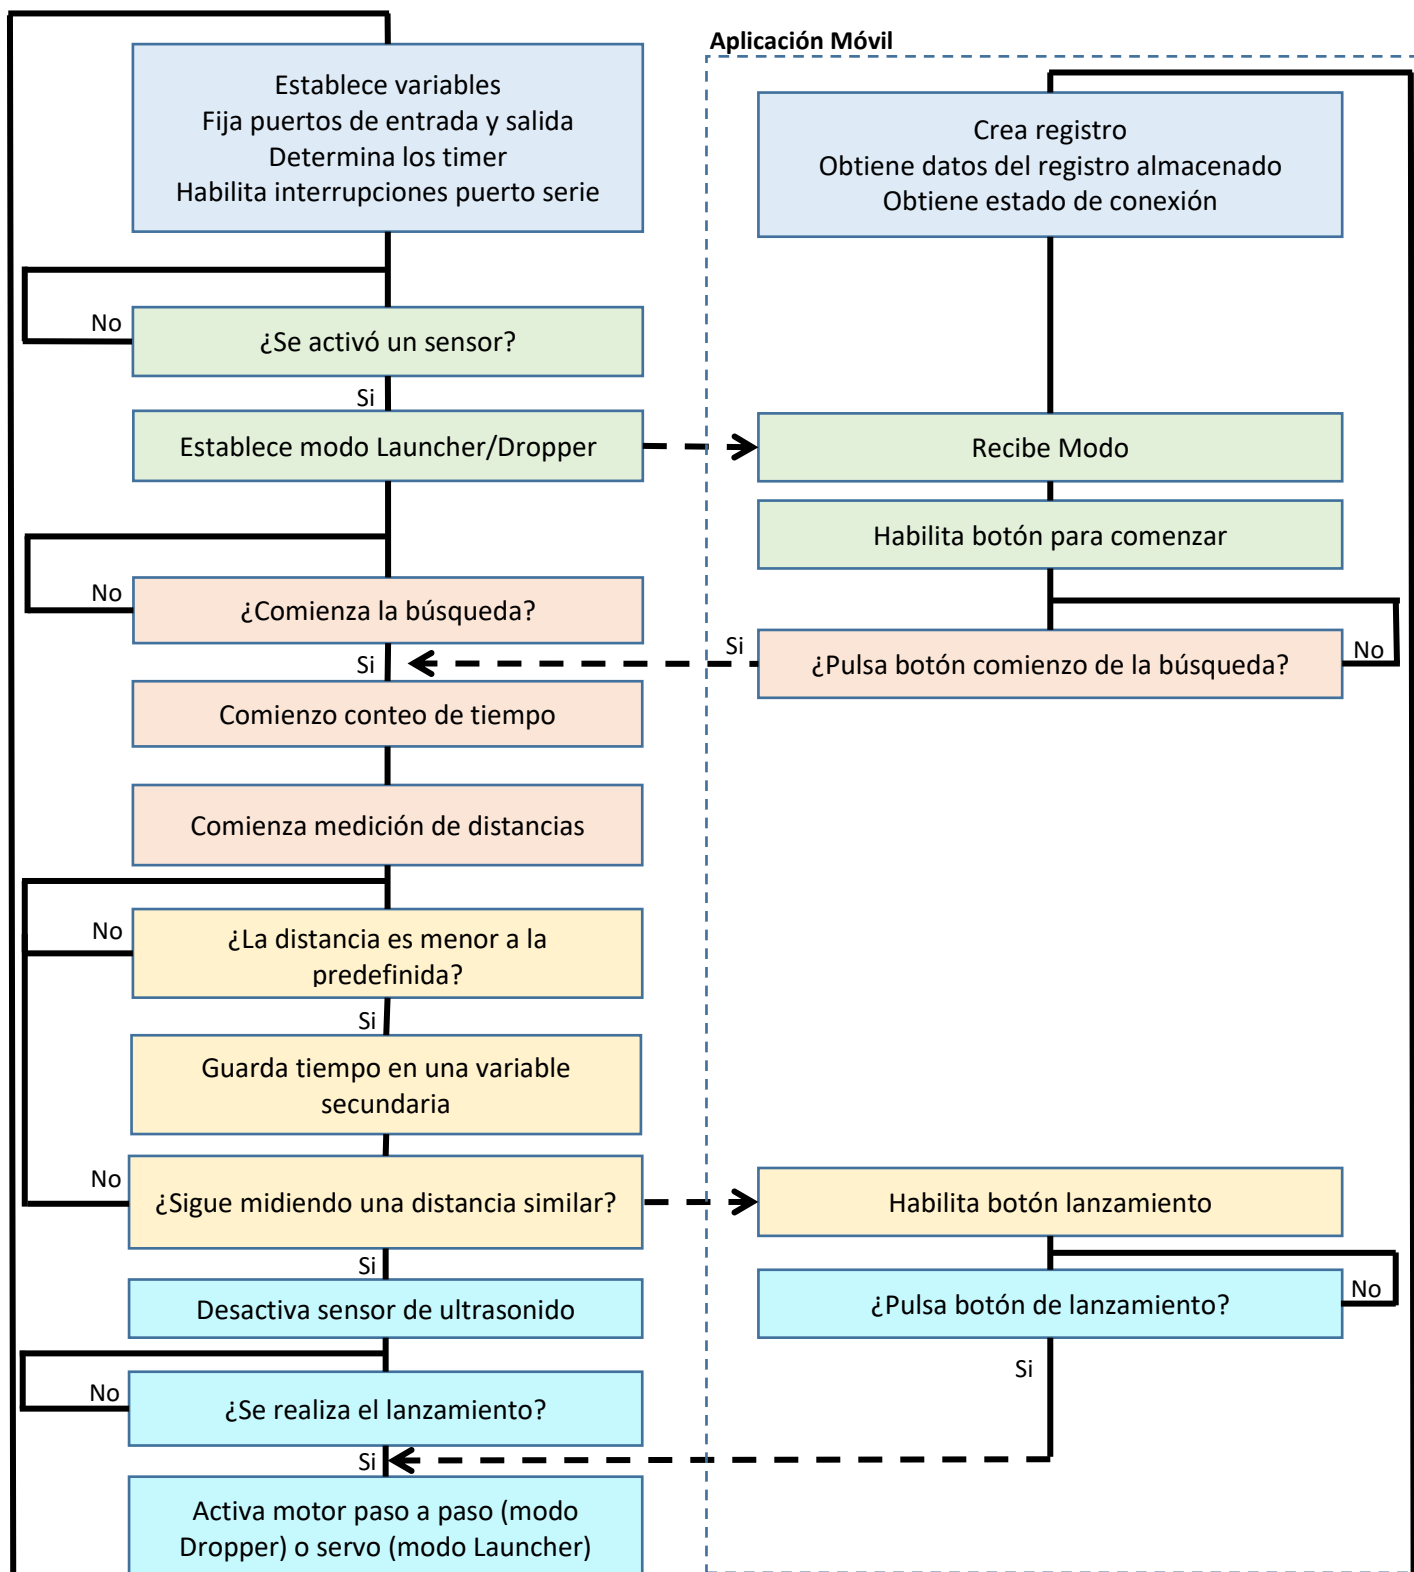 Aplicación Móvil
Establece variables
Fija puertos de entrada y salida
Determina los timer
Habilita interrupciones puerto serie
Crea registro
Obtiene datos del registro almacenado
Obtiene estado de conexión
No
¿Se activó un sensor?
Si
Establece modo Launcher/Dropper
Recibe Modo
Habilita botón para comenzar
No
¿Comienza la búsqueda?
Si
Si
¿Pulsa botón comienzo de la búsqueda?
No
Comienzo conteo de tiempo
Comienza medición de distancias
No
¿La distancia es menor a la
predefinida?
Si
Guarda tiempo en una variable
secundaria
No
¿Sigue midiendo una distancia similar?
Habilita botón lanzamiento
Si
Desactiva sensor de ultrasonido
¿Pulsa botón de lanzamiento?
No
Si
No
¿Se realiza el lanzamiento?
Si
Activa motor paso a paso (modo
Dropper) o servo (modo Launcher)